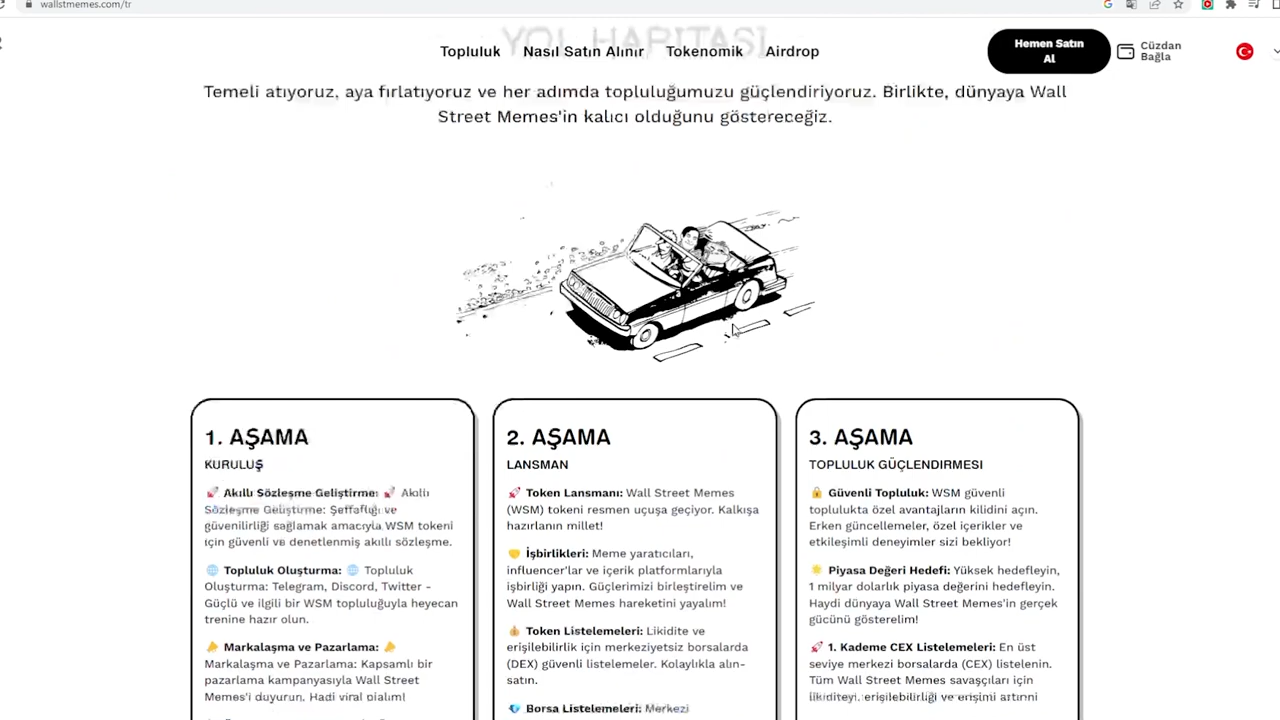 wallstmemes.com/tr
YOL HARİTASI
Topluluk Nasıl Satın Alınır Tokenomik Airdrop
Hemen Satın
Al
Cüzdan
Bağla
Temeli atıyoruz, aya fırlatıyoruz ve her adımda topluluğumuzu güçlendiriyoruz. Birlikte, dünyaya Wall
Street Memes'in kalıcı olduğunu göstereceğiz.
1. AŞAMA
KURULUŞ
🚀 Akıllı Sözleşme Geliştirme: 🚀 Akıllı
Sözleşme Geliştirme: Şeffaflığı ve
güvenilirliği sağlamak amacıyla WSM tokeni
için güvenli ve denetlenmiş akıllı sözleşme.
🌐 Topluluk Oluşturma: 🌐 Topluluk
Oluşturma: Telegram, Discord, Twitter -
Güçlü ve ilgili bir WSM topluluğuyla heyecan
trenine hazır olun.
📣 Markalaşma ve Pazarlama: 📣
Markalaşma ve Pazarlama: Kapsamlı bir
pazarlama kampanyasıyla Wall Street
Memes'i duyurun. Hadi viral olalım!
2. AŞAMA
LANSMAN
🚀 Token Lansmanı: Wall Street Memes
(WSM) tokeni resmen uçuşa geçiyor. Kalkışa
hazırlanın millet!
🤝 İşbirlikleri: Meme yaratıcıları,
influencer'lar ve içerik platformlarıyla
işbirliği yapın. Güçlerimizi birleştirelim ve
Wall Street Memes hareketini yayalım!
💰 Token Listelemeleri: Likidite ve
erişilebilirlik için merkeziyetsiz borsalarda
(DEX) güvenli listelemeler. Kolaylıkla alın-
satın.
💎 Borsa Listelemeleri: Merkezi
3. AŞAMA
TOPLULUK GÜÇLENDİRMESİ
🔒 Güvenli Topluluk: WSM güvenli
toplulukta özel avantajların kilidini açın.
Erken güncellemeler, özel içerikler ve
etkileşimli deneyimler sizi bekliyor!
🌟 Piyasa Değeri Hedefi: Yüksek hedefleyin,
1 milyar dolarlık piyasa değerini hedefleyin.
Haydi dünyaya Wall Street Memes'in gerçek
gücünü gösterelim!
🚀 1. Kademe CEX Listelemeleri: En üst
seviye merkezi borsalarda (CEX) listelenin.
Tüm Wall Street Memes savaşçıları için
likiditeyi, erişilebilirliği ve erişimi artırın!